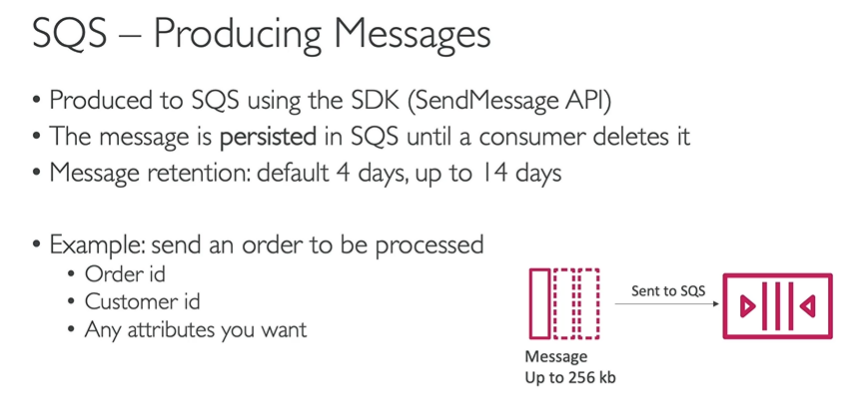 SQS – Producing Messages
• Produced to SQS using the SDK (SendMessage API)
• The message is persisted in SQS until a consumer deletes it
• Message retention: default 4 days, up to 14 days
• Example: send an order to be processed
• Order id
• Customer id
• Any attributes you want
Sent to SQS
Message
Up to 256 kb